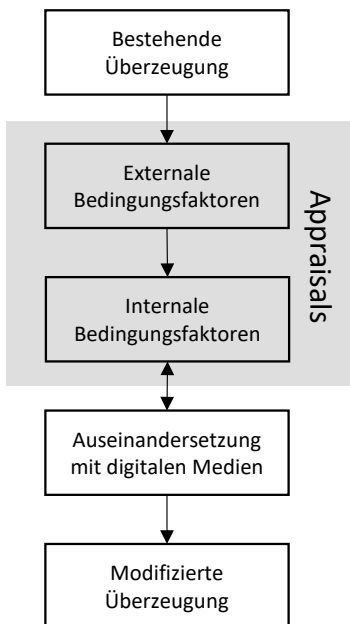 Bestehende
Überzeugung
Externale
Bedingungsfaktoren
Appraisals
Internale
Bedingungsfaktoren
Auseinandersetzung
mit digitalen Medien
Modifizierte
Überzeugung